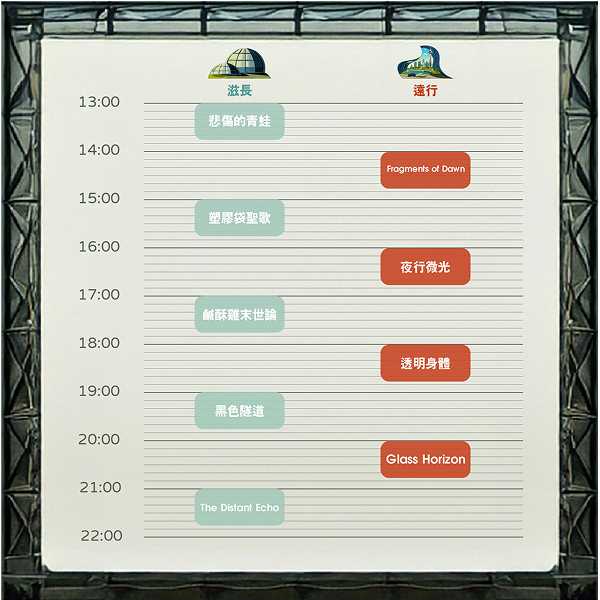 滋長
遠行
13:00
悲傷的青蛙
14:00
Fragments of Dawn
15:00
塑膠袋聖歌
16:00
夜行微光
17:00
鹹酥雞末世論
18:00
透明身體
19:00
黑色隧道
20:00
Glass Horizon
21:00
The Distant Echo
22:00